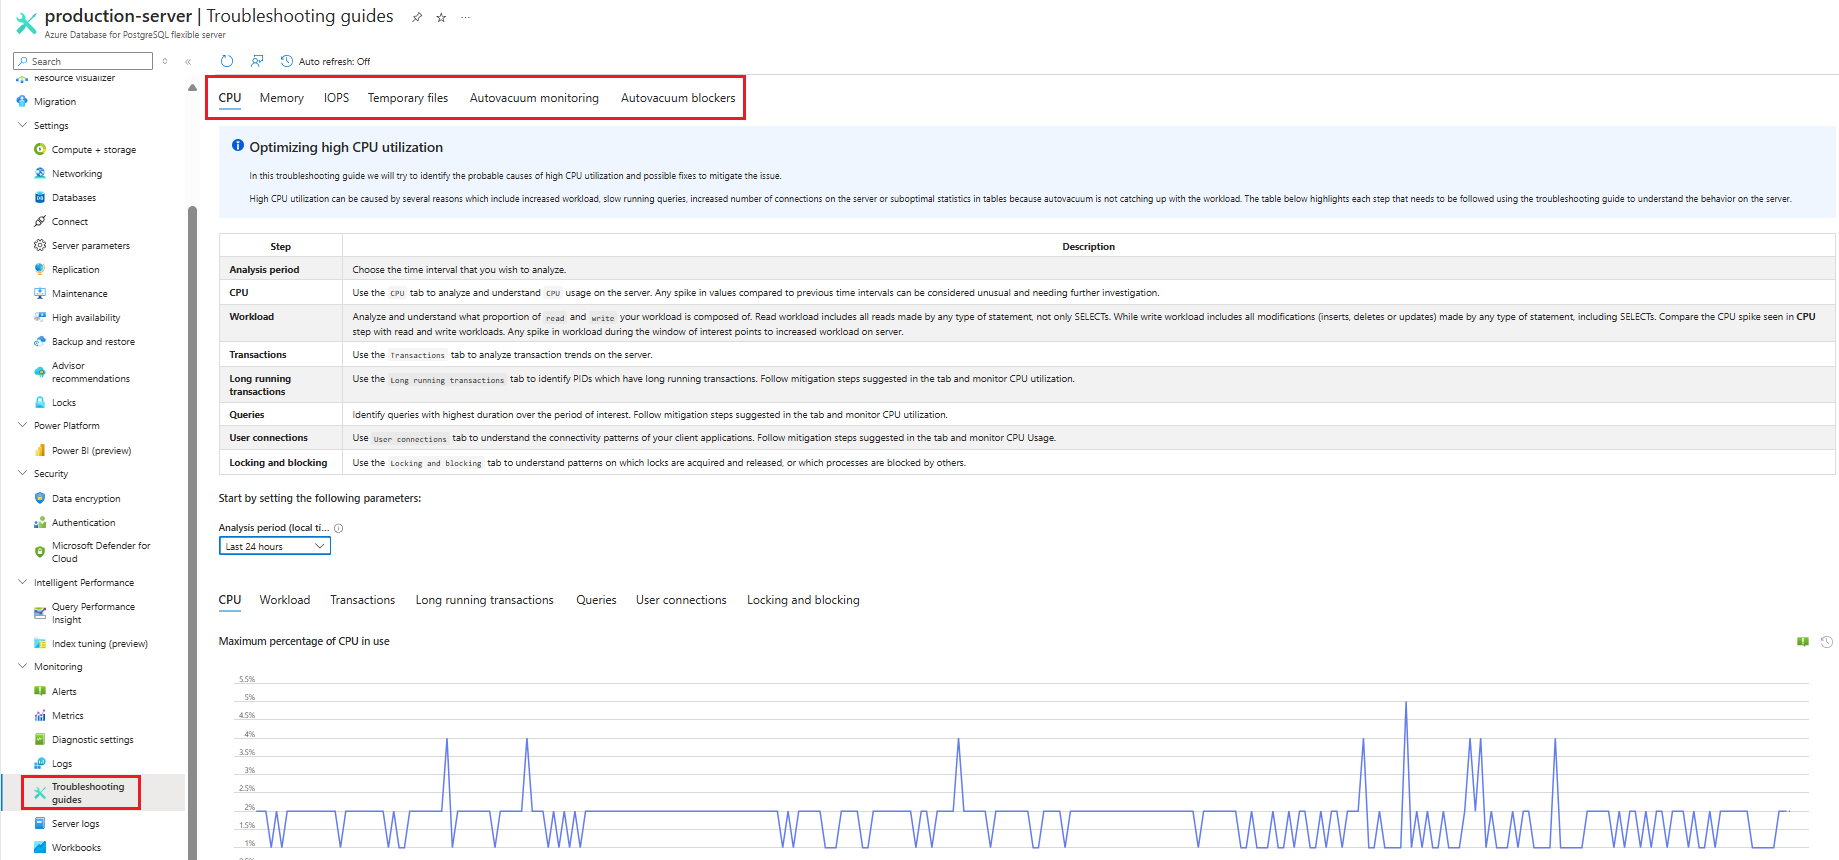 production-server | Troubleshooting guides
Azure Database for PostgreSQL flexible server
Search
Auto refresh: Off
Resource visualizer
Migration
Settings
Compute + storage
Networking
Databases
Connect
Server parameters
Replication
Maintenance
High availability
Backup and restore
Advisor
recommendations
Locks
Power Platform
Power BI (preview)
Security
Data encryption
Authentication
Microsoft Defender for
Cloud
Intelligent Performance
Query Performance
Insight
Index tuning (preview)
Monitoring
Alerts
Metrics
Diagnostic settings
Logs
Troubleshooting
guides
Server logs
Workbooks
CPU Memory IOPS Temporary files Autovacuum monitoring Autovacuum blockers
Optimizing high CPU utilization
In this troubleshooting guide we will try to identify the probable causes of high CPU utilization and possible fixes to mitigate the issue.
High CPU utilization can be caused by several reasons which include increased workload, slow running queries, increased number of connections on the server or suboptimal statistics in tables because autovacuum is not catching up with the workload. The table below highlights each step that needs to be followed using the troubleshooting guide to understand the behavior on the server.
Step Description
Analysis period Choose the time interval that you wish to analyze.
CPU Use the CPU tab to analyze and understand CPU usage on the server. Any spike in values compared to previous time intervals can be considered unusual and needing further investigation.
Workload Analyze and understand what proportion of read and write your workload is composed of. Read workload includes all reads made by any type of statement, not only SELECTs. While write workload includes all modifications (inserts, deletes or updates) made by any type of statement, including SELECTs. Compare the CPU spike seen in CPU
step with read and write workloads. Any spike in workload during the window of interest points to increased workload on server.
Transactions Use the Transactions tab to analyze transaction trends on the server.
Long running
transactions Use the Long running transactions tab to identify PIDs which have long running transactions. Follow mitigation steps suggested in the tab and monitor CPU utilization.
Queries Identify queries with highest duration over the period of interest. Follow mitigation steps suggested in the tab and monitor CPU utilization.
User connections Use User connections tab to understand the connectivity patterns of your client applications. Follow mitigation steps suggested in the tab and monitor CPU Usage.
Locking and blocking Use the Locking and blocking tab to understand patterns on which locks are acquired and released, or which processes are blocked by others.
Start by setting the following parameters:
Analysis period (local ti...
Last 24 hours
CPU Workload Transactions Long running transactions Queries User connections Locking and blocking
Maximum percentage of CPU in use
5.5%
5%
4.5%
4%
3.5%
3%
2.5%
2%
1.5%
1%